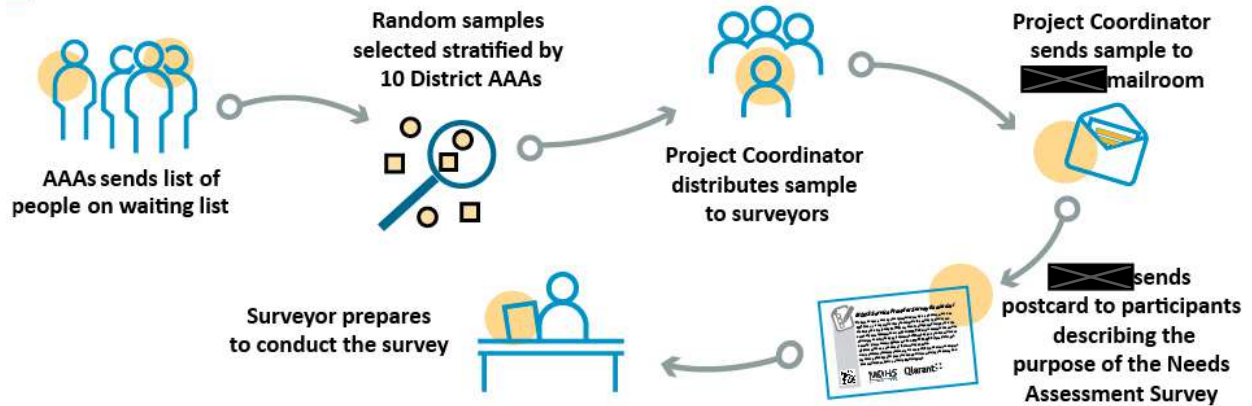 AAAs sends list of
people on waiting list
Random samples
selected stratified by
10 District AAAs
Project Coordinator
distributes sample
to surveyors
Project Coordinator
sends sample to
mailroom
sends
postcard to participants
describing the
purpose of the Needs
Assessment Survey
Qlarant
Surveyor prepares
to conduct the survey